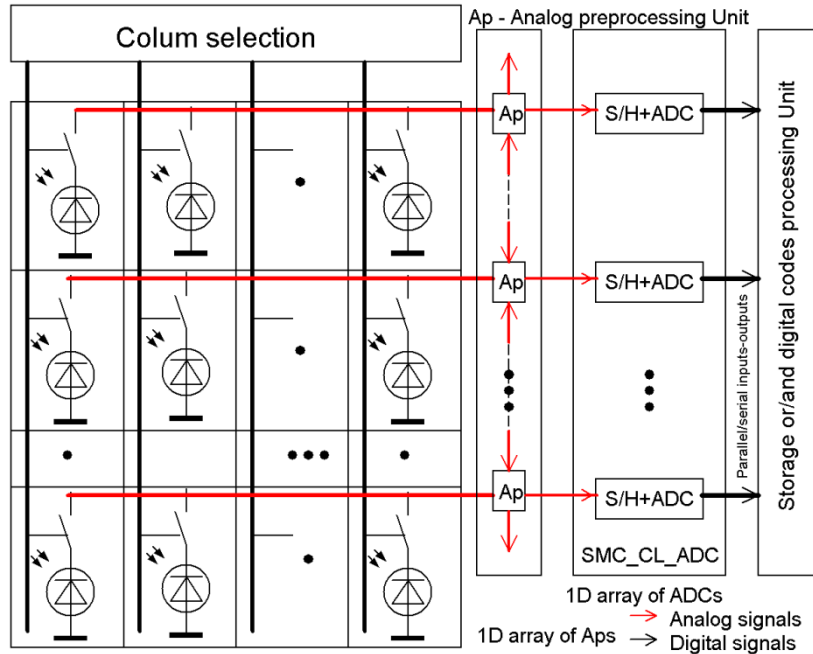 Colum selection
Ap - Analog preprocessing Unit
Ap
S/H+ADC
Ap
S/H+ADC
Ap
S/H+ADC
Parallel/serial inputs-outputs
Storage or/and digital codes processing Unit
SMC_CL_ADC
1D array of ADCs
Analog signals
1D array of Aps
Digital signals